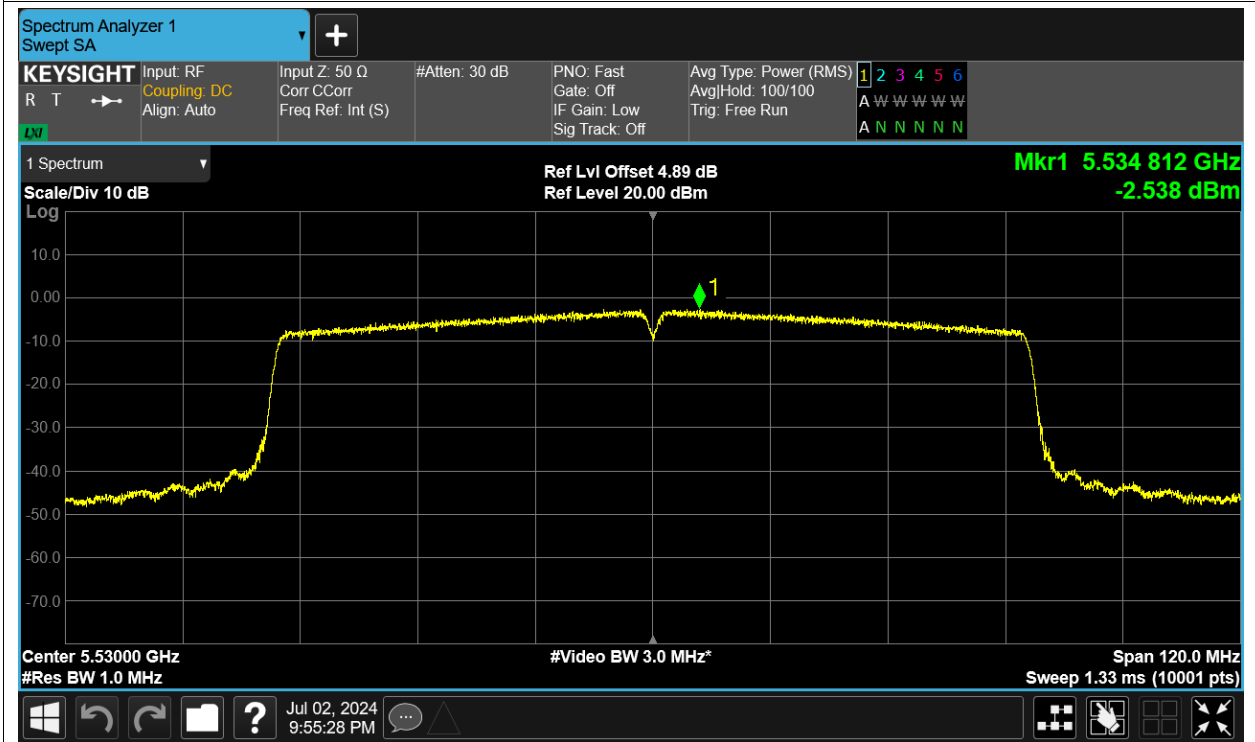 Spectrum Analyzer 1
Swept SA
+
KEYSIGHT
R T
LXI
Input: RF
Coupling: DC
Align: Auto
Input Z: 50 Ω
Corr CCorr
Freq Ref: Int (S)
#Atten: 30 dB
PNO: Fast
Gate: Off
IF Gain: Low
Sig Track: Off
Avg Type: Power (RMS)
Avg|Hold: 100/100
Trig: Free Run
1 2 3 4 5 6
A W W W W W
A N N N N N
1 Spectrum
Scale/Div 10 dB
Log
Ref Lvl Offset 4.89 dB
Ref Level 20.00 dBm
Mkr1 5.534 812 GHz
-2.538 dBm
10.0
0.00
-10.0
-20.0
-30.0
-40.0
-50.0
-60.0
-70.0
1
Center 5.53000 GHz
#Res BW 1.0 MHz
#Video BW 3.0 MHz*
Span 120.0 MHz
Sweep 1.33 ms (10001 pts)
?
Jul 02, 2024
9:55:28 PM